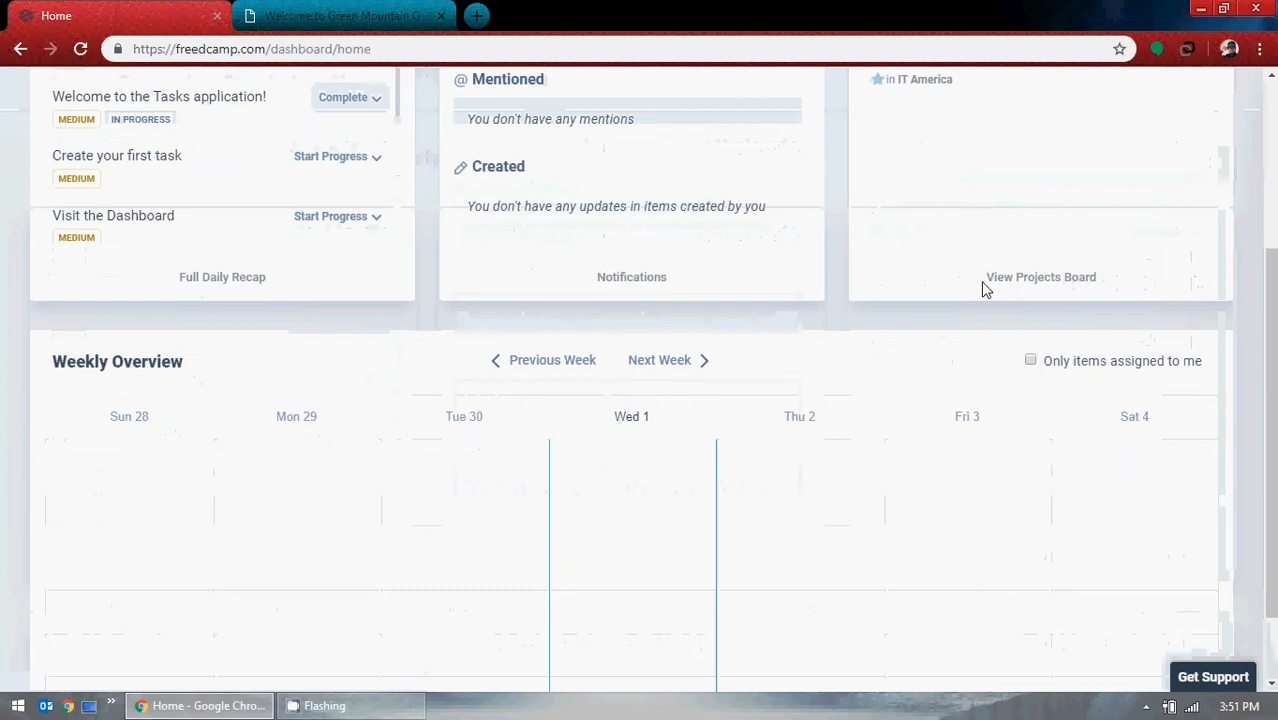 Home
Welcome to Green Mountain C
https://freedcamp.com/dashboard/home
Welcome to the Tasks application!
Complete
MEDIUM
IN PROGRESS
Create your first task
Start Progress
MEDIUM
Visit the Dashboard
Start Progress
MEDIUM
Full Daily Recap
@ Mentioned
You don't have any mentions
Created
You don't have any updates in items created by you
Notifications
in IT America
View Projects Board
Weekly Overview
Previous Week
Next Week
Only items assigned to me
Sun 28
Mon 29
Tue 30
Wed 1
Thu 2
Fri 3
Sat 4
Get Support
Home - Google Chro...
Flashing
3:51 PM